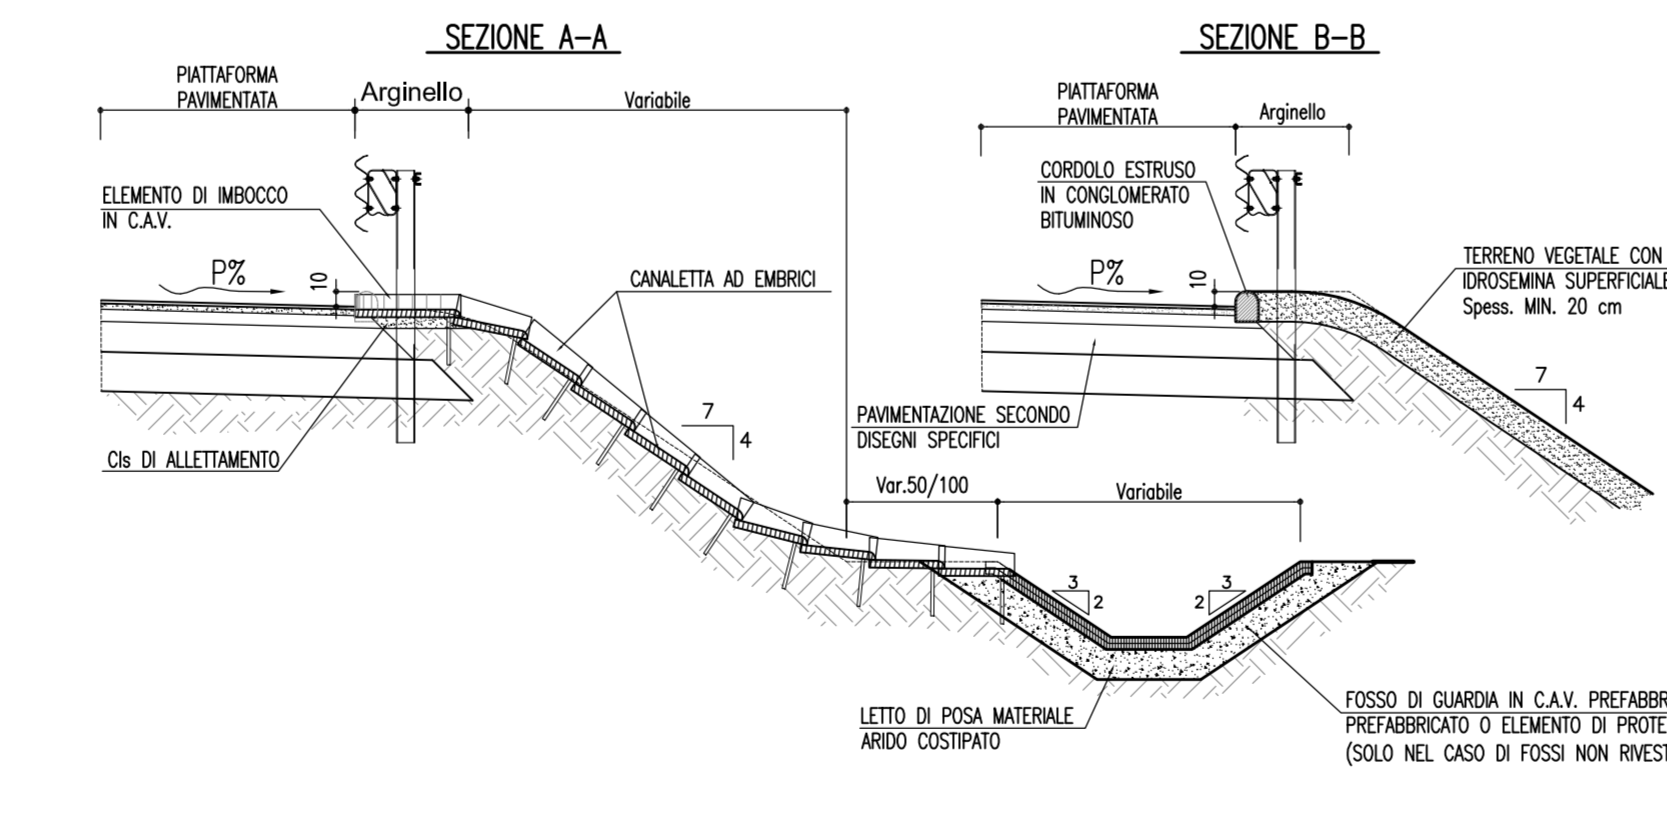 SEZIONE A-A
PIATTAFORMA
PAVIMENTATA
Arginello
Variabile
ELEMENTO DI IMBOCCO
IN C.A.V.
P%
10
CANALETTA AD EMBRICI
7
4
Cls DI ALLETTAMENTO
Var.50/100
Variabile
3
2
3
2
LETTO DI POSA MATERIALE
ARIDO COSTIPATO
FOSSO DI GUARDIA IN C.A.V. PREFABBR
PREFABBRICATO O ELEMENTO DI PROTE
(SOLO NEL CASO DI FOSSI NON RIVEST
SEZIONE B-B
PIATTAFORMA
PAVIMENTATA
Arginello
CORDOLO ESTRUSO
IN CONGLOMERATO
BITUMINOSO
P%
10
TERRENO VEGETALE CON
IDROSEMINA SUPERFICIALE
Spess. MIN. 20 cm
7
4
PAVIMENTAZIONE SECONDO
DISEGNI SPECIFICI